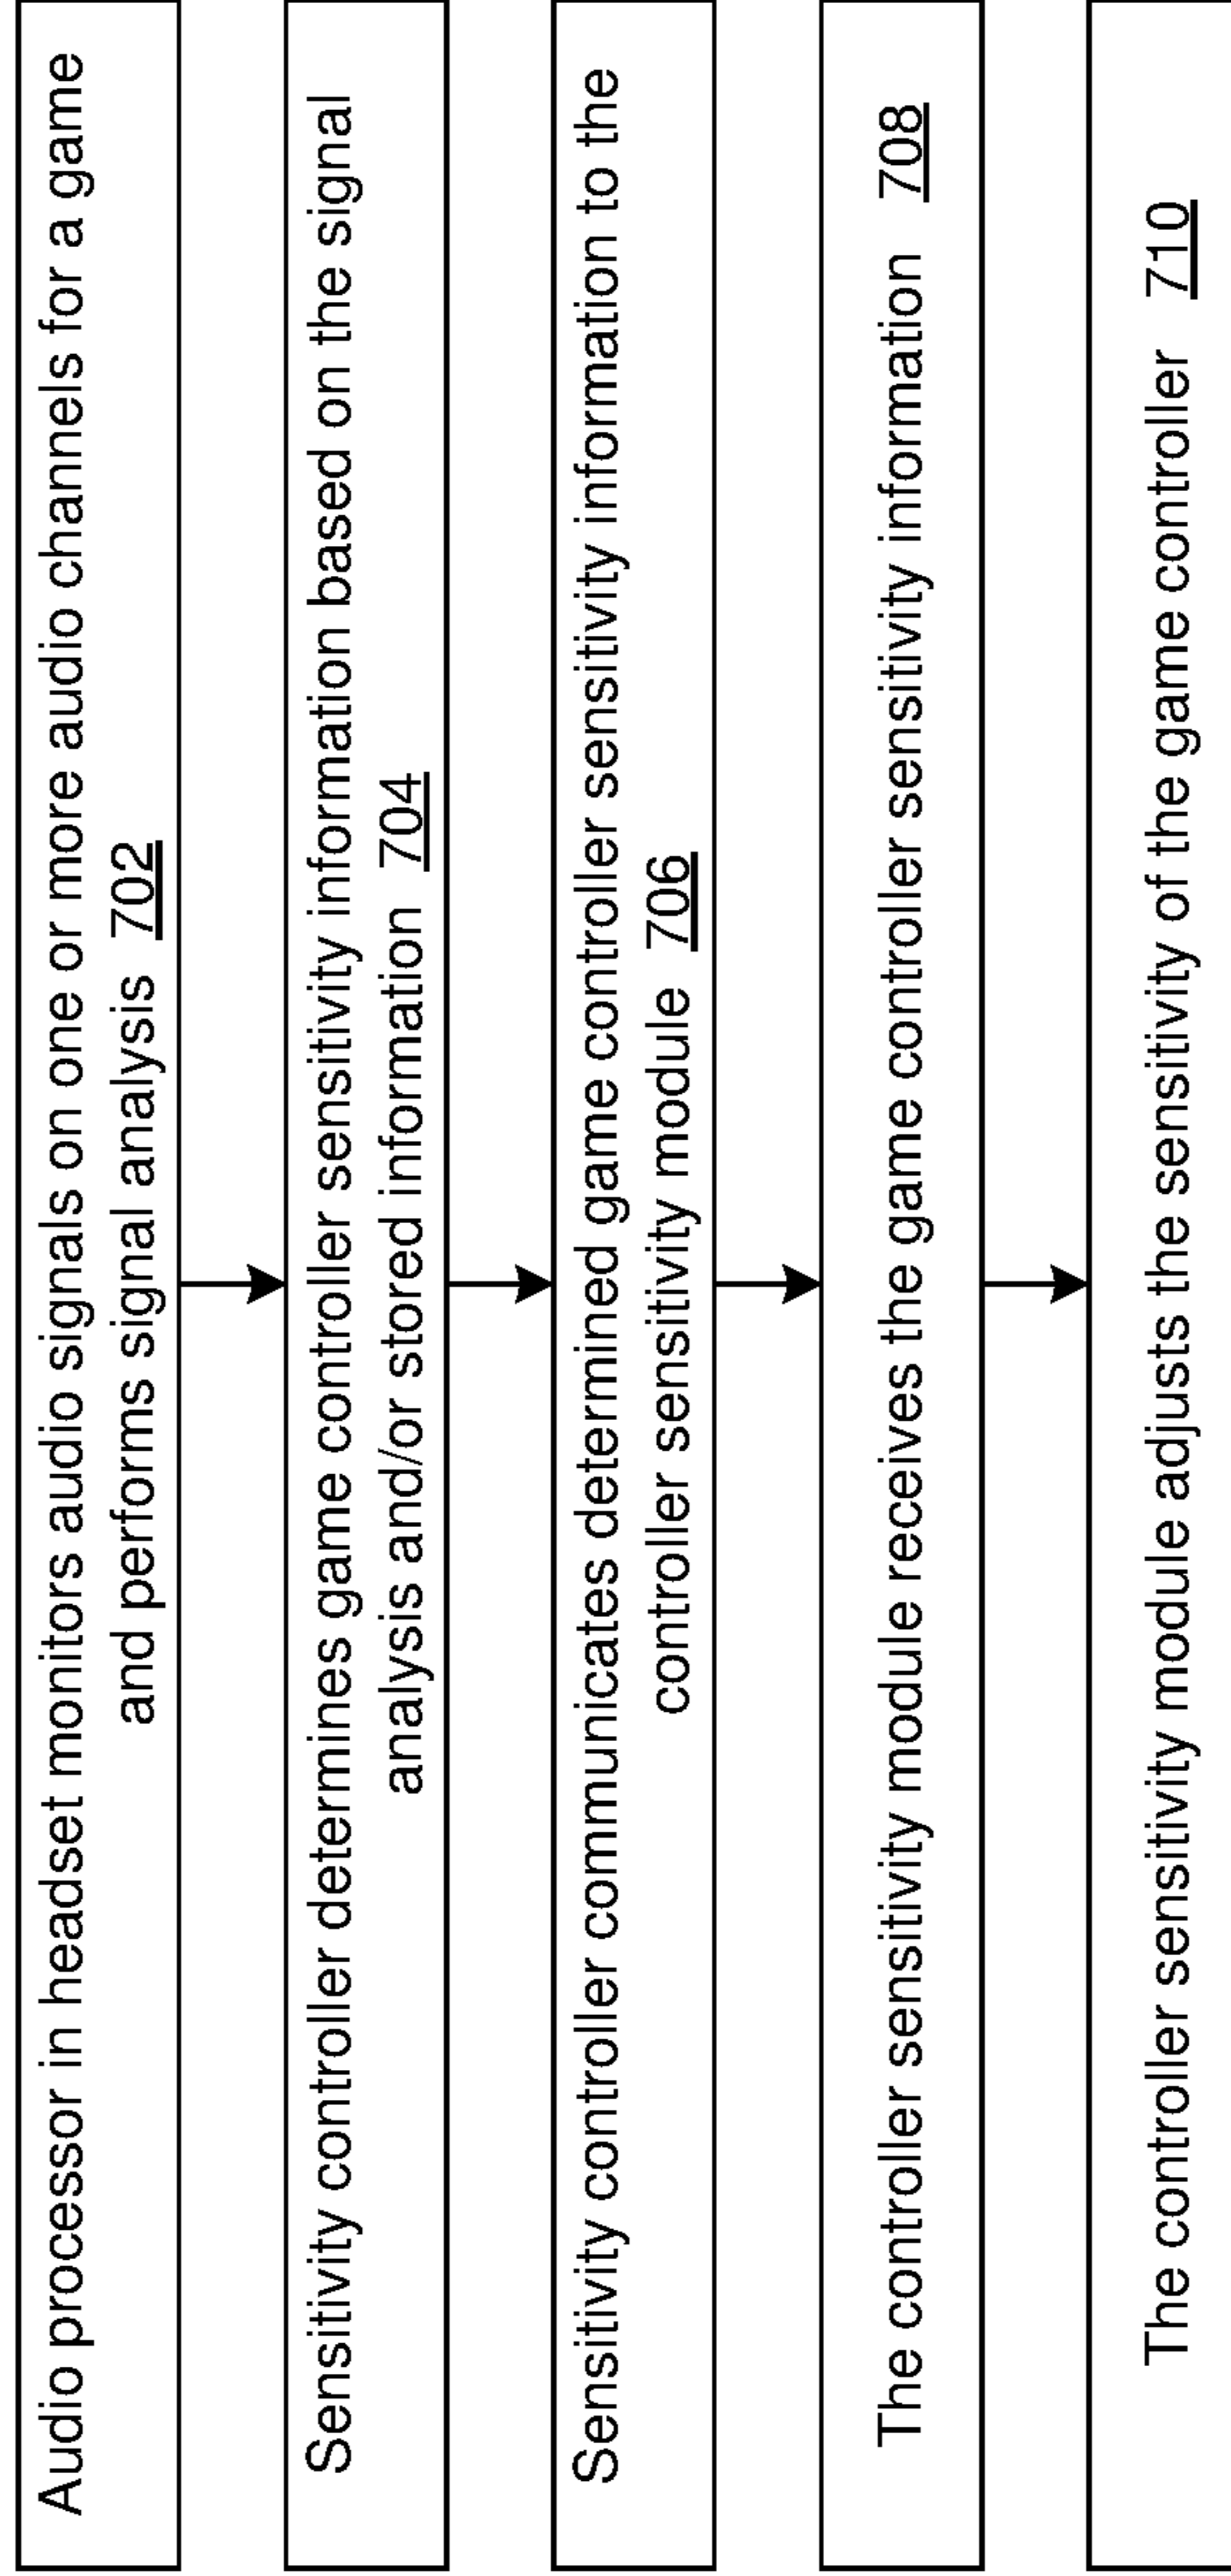 Audio processor in headset monitors audio signals on one or more audio channels for a game
and performs signal analysis 702
Sensitivity controller determines game controller sensitivity information based on the signal
analysis and/or stored information 704
Sensitivity controller communicates determined game controller sensitivity information to the
controller sensitivity module 706
The controller sensitivity module receives the game controller sensitivity information 708
The controller sensitivity module adjusts the sensitivity of the game controller 710